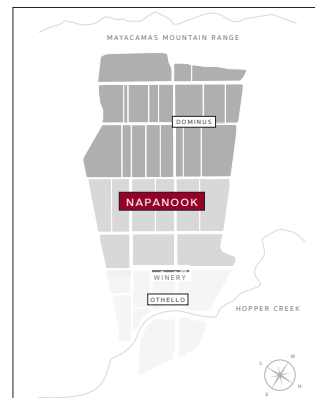 MAYACAMAS MOUNTAIN RANGE
DOMINUS
NAPANOOK
WINERY
OTHELLO
HOPPER CREEK
W
S
N
E